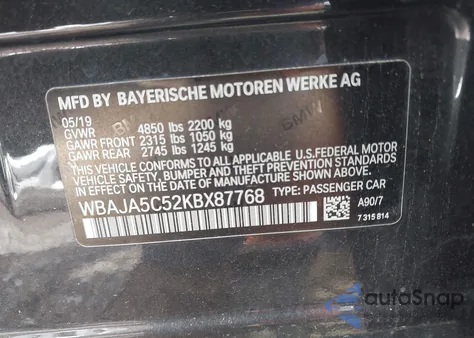 MFD BY BAYERISCHE MOTOREN WERKE AG
05/19
GVWR 4850 lbs 2200 kg
GAWR FRONT 2315 lbs 1050 kg
GAWR REAR 2745 lbs 1245 kg
THIS VEHICLE CONFORMS TO ALL APPLICABLE U.S.FEDERAL MOTOR
VEHICLE SAFETY, BUMPER, AND THEFT PREVENTION STANDARDS IN
EFFECT ON THE DATE OF MANUFACTURE SHOWN ABOVE.
WBAJA5C52KBX87768 TYPE: PASSENGER CAR
A90/7
7 315 814
autoSnap